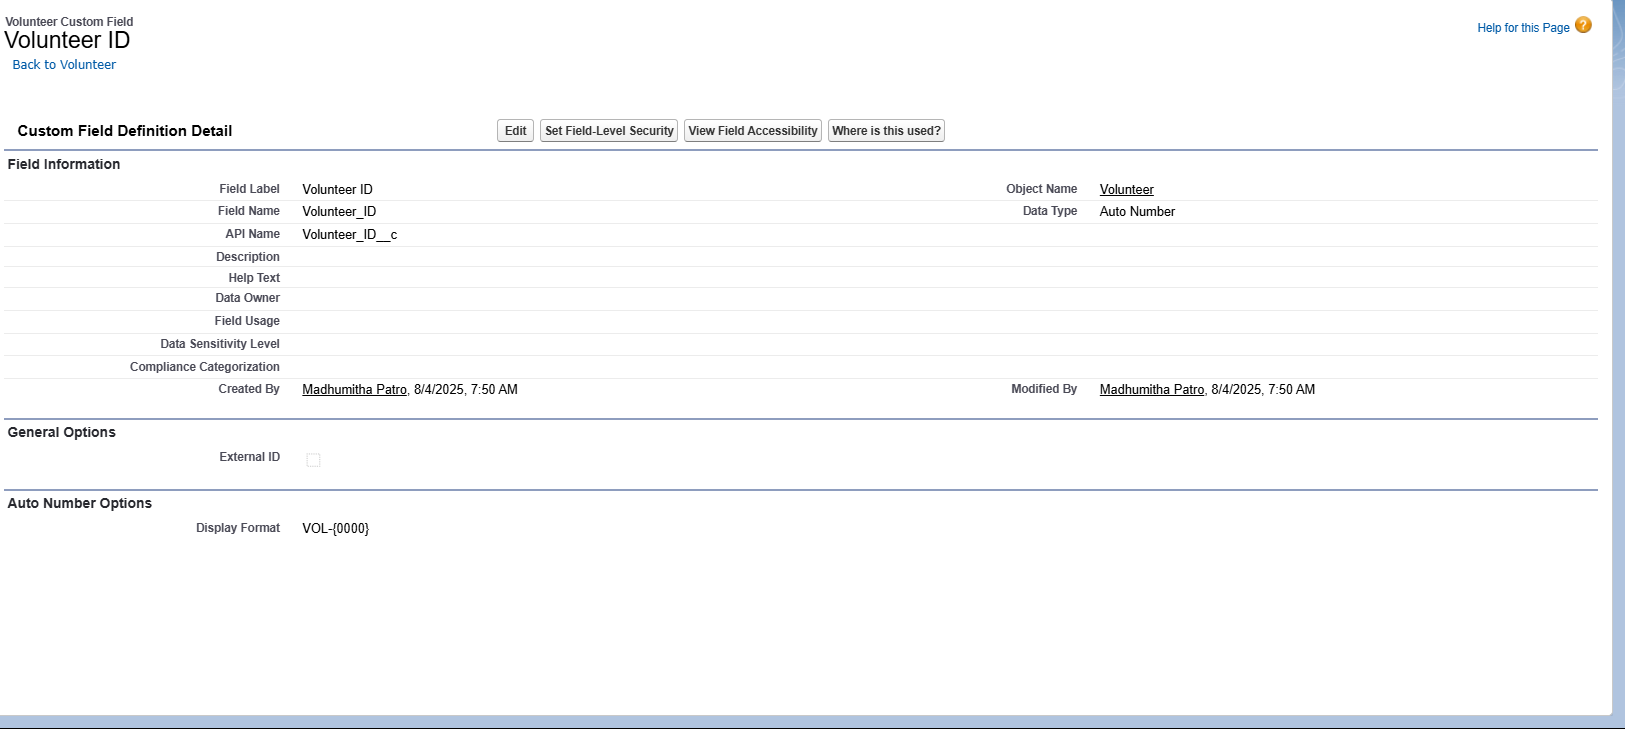 Volunteer Custom Field
Volunteer ID
Help for this Page ?
Back to Volunteer
Custom Field Definition Detail Edit Set Field-Level Security View Field Accessibility Where is this used?
Field Information
Field Label Volunteer ID Object Name Volunteer
Field Name Volunteer_ID Data Type Auto Number
API Name Volunteer_ID__c
Description
Help Text
Data Owner
Field Usage
Data Sensitivity Level
Compliance Categorization
Created By Madhumitha Patro, 8/4/2025, 7:50 AM Modified By Madhumitha Patro, 8/4/2025, 7:50 AM
General Options
External ID
Auto Number Options
Display Format VOL-{0000}